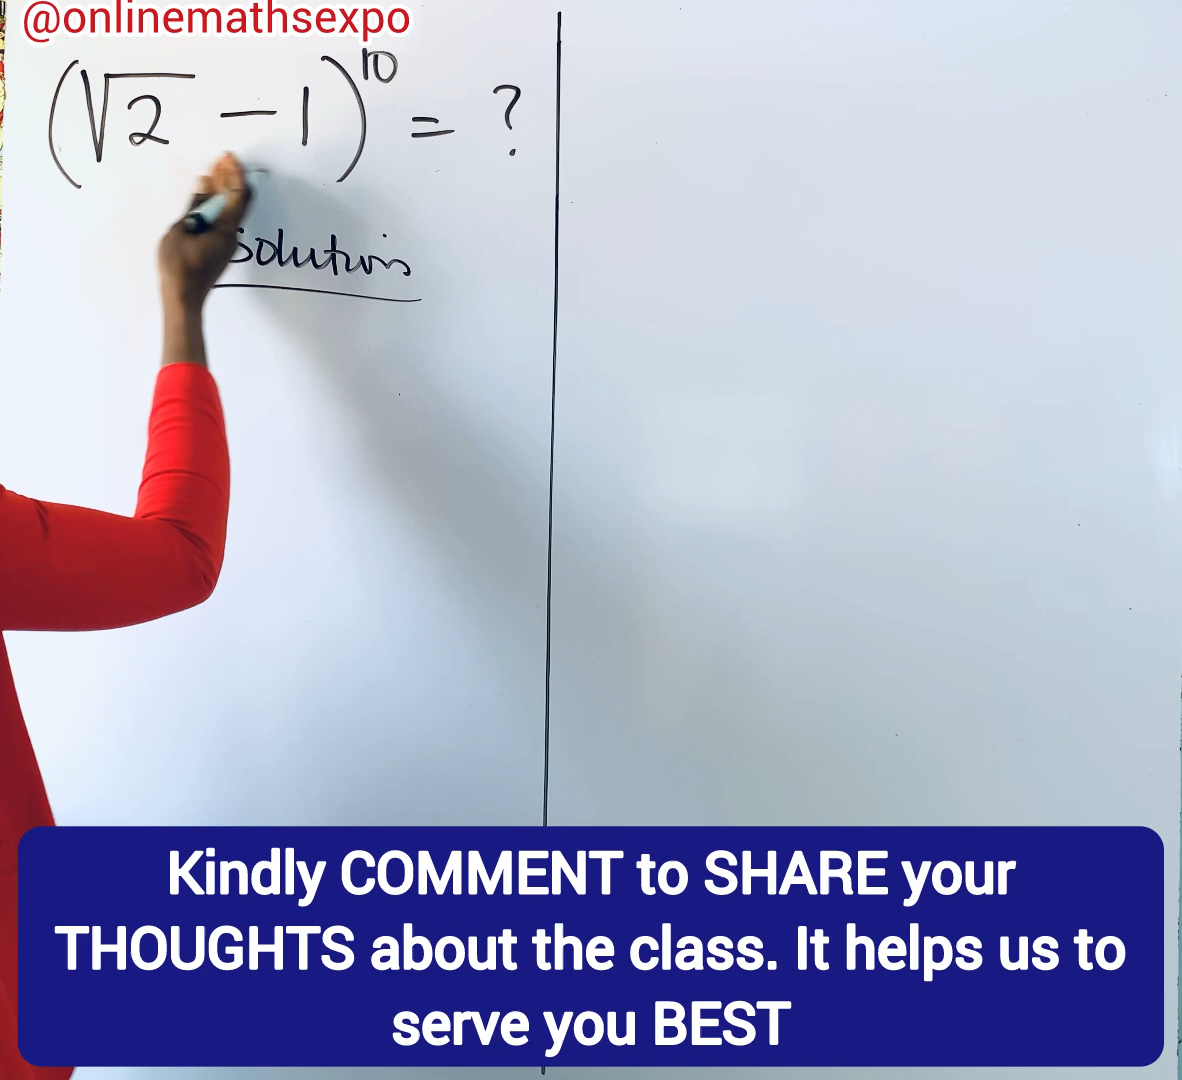 @onlinemathsexpo
(√2 - 1)^10 = ?
Solution
Kindly COMMENT to SHARE your
THOUGHTS about the class. It helps us to
serve you BEST